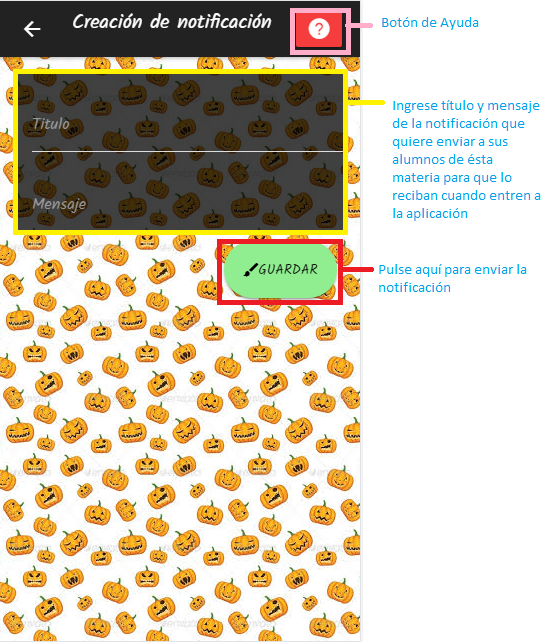 Creación de notificación
?
Botón de Ayuda
Título
Mensaje
Ingrese título y mensaje
de la notificación que
quiere enviar a sus
alumnos de ésta
materia para que lo
reciban cuando entren a
la aplicación
GUARDAR
Pulse aquí para enviar la
notificación